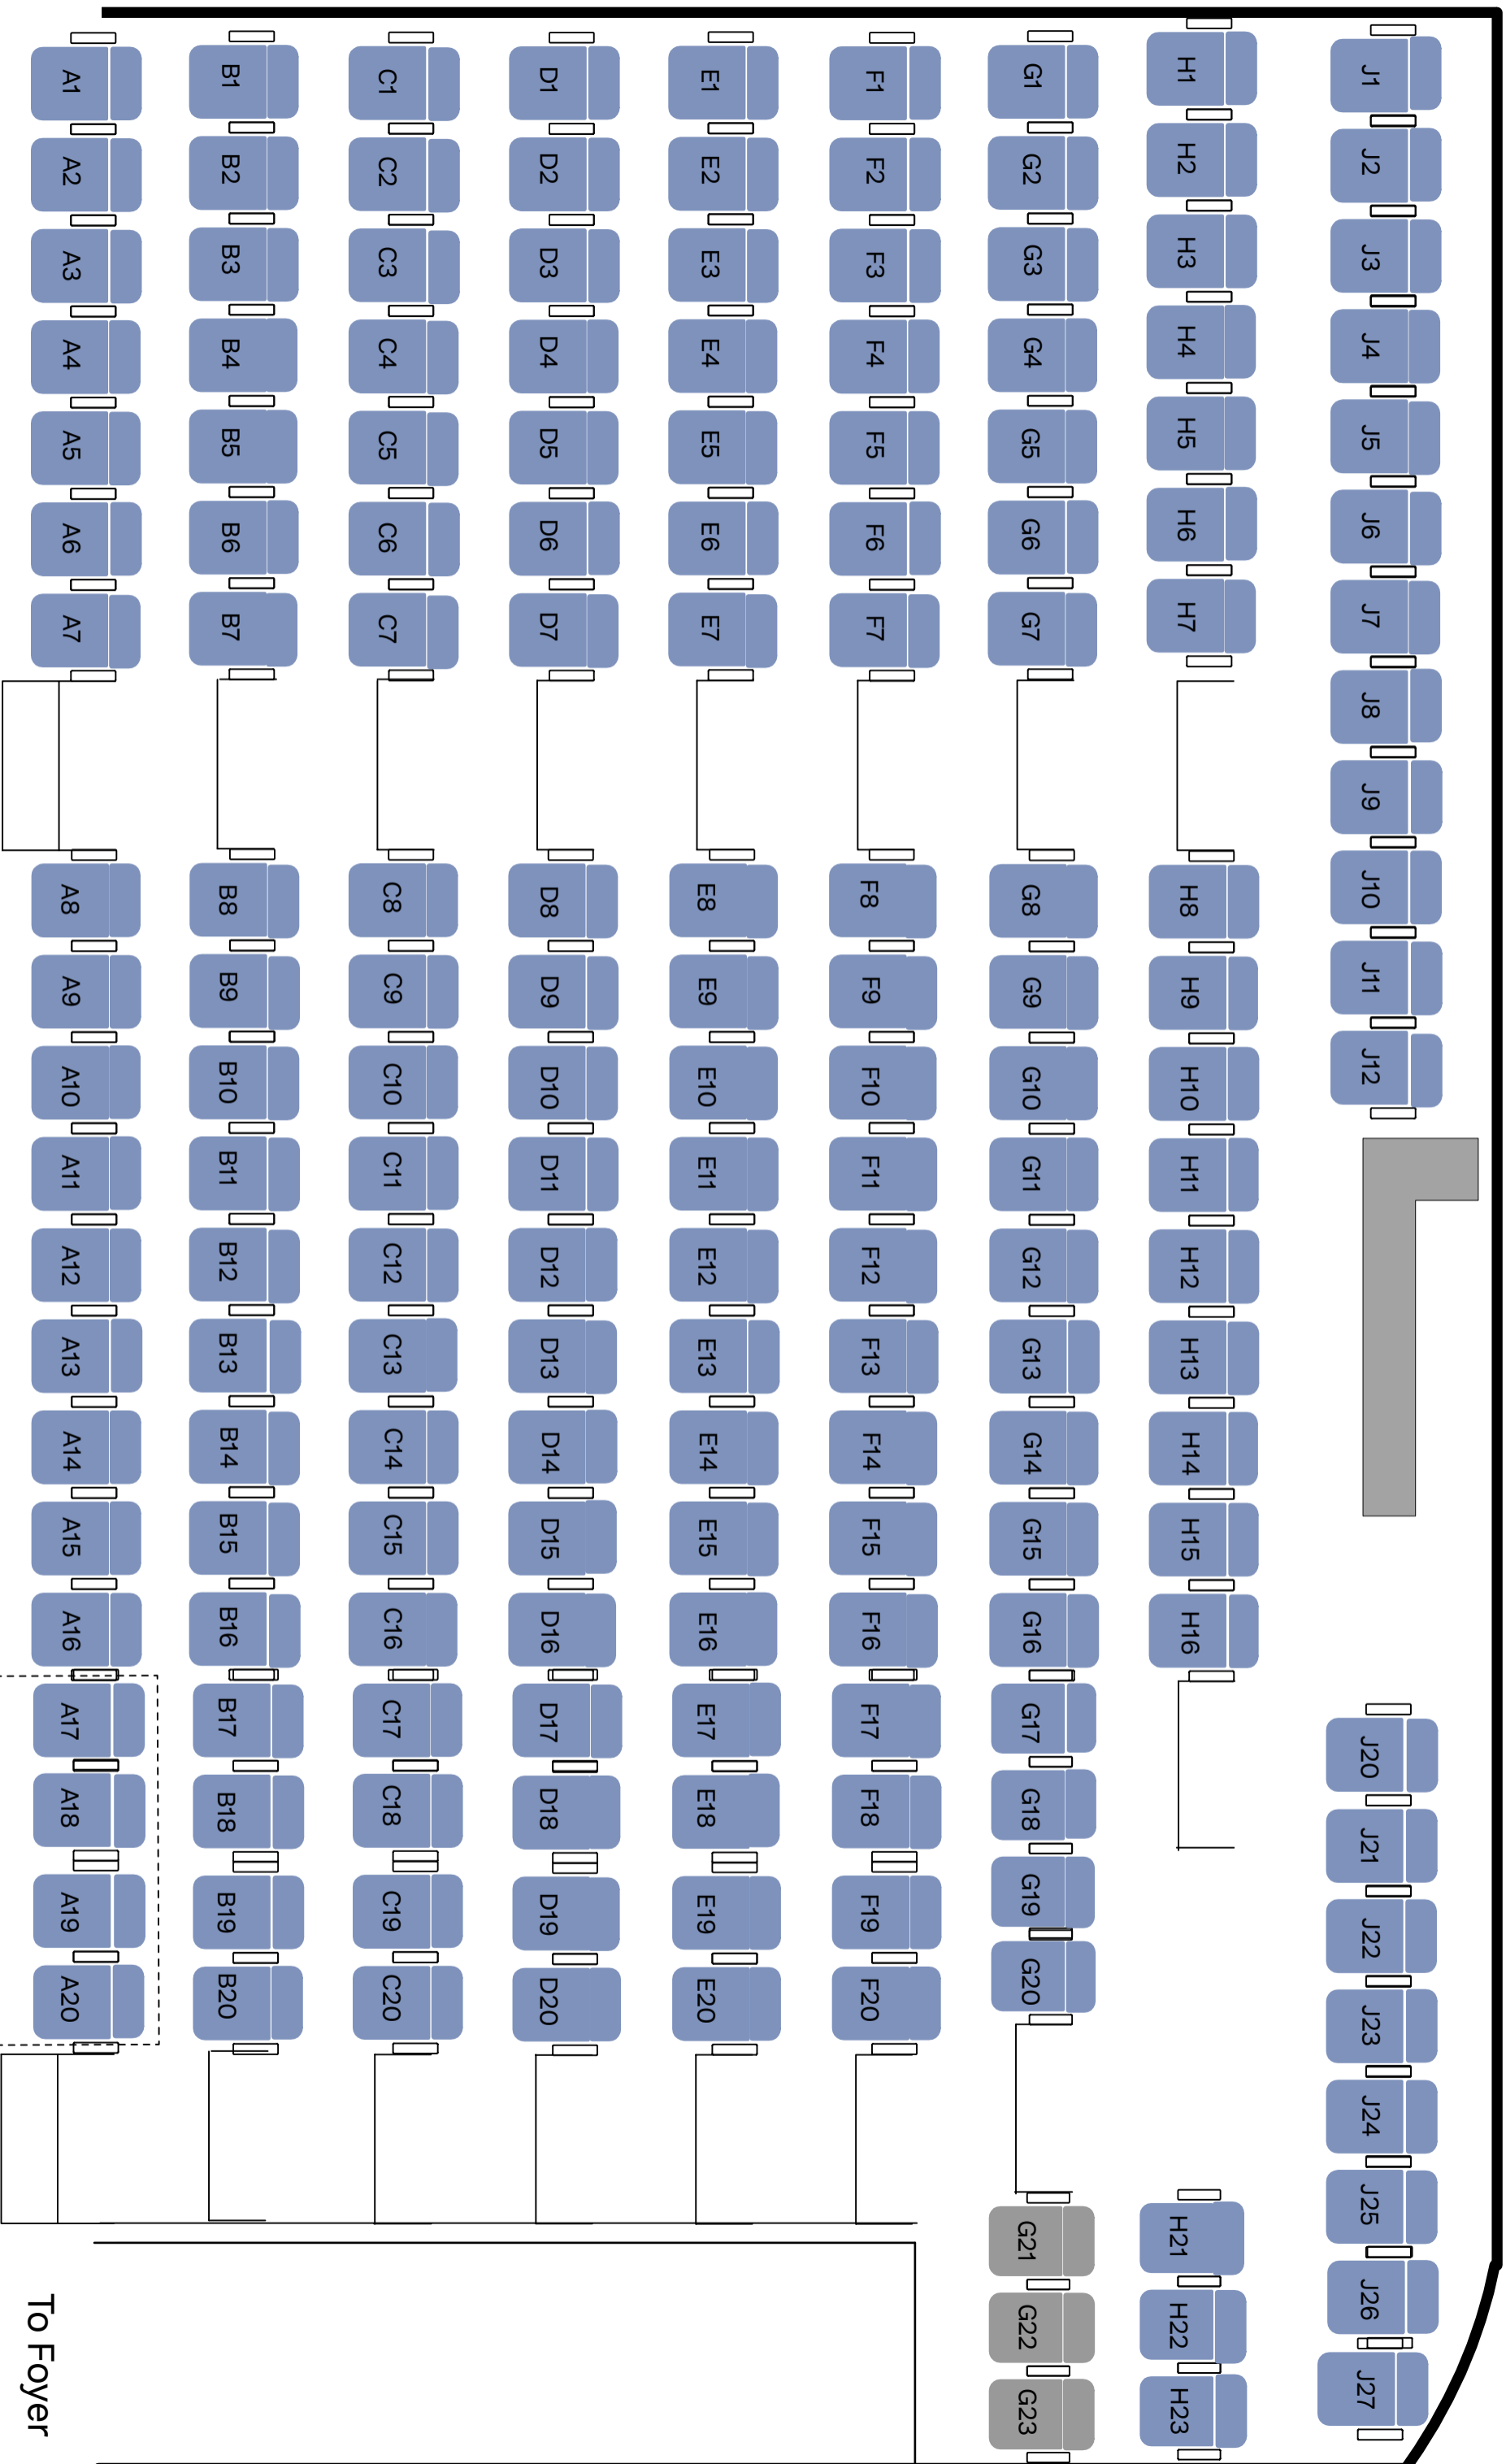 A1 B1 C1 D1 E1 F1 G1 H1 J1
A2 B2 C2 D2 E2 F2 G2 H2 J2
A3 B3 C3 D3 E3 F3 G3 H3 J3
A4 B4 C4 D4 E4 F4 G4 H4 J4
A5 B5 C5 D5 E5 F5 G5 H5 J5
A6 B6 C6 D6 E6 F6 G6 H6 J6
A7 B7 C7 D7 E7 F7 G7 H7 J7
J8
J9
A8 B8 C8 D8 E8 F8 G8 H8 J10
A9 B9 C9 D9 E9 F9 G9 H9 J11
A10 B10 C10 D10 E10 F10 G10 H10 J12
A11 B11 C11 D11 E11 F11 G11 H11
A12 B12 C12 D12 E12 F12 G12 H12
A13 B13 C13 D13 E13 F13 G13 H13
A14 B14 C14 D14 E14 F14 G14 H14
A15 B15 C15 D15 E15 F15 G15 H15
A16 B16 C16 D16 E16 F16 G16 H16
A17 B17 C17 D17 E17 F17 G17 J20
A18 B18 C18 D18 E18 F18 G18 J21
A19 B19 C19 D19 E19 F19 G19 J22
A20 B20 C20 D20 E20 F20 G20 J23
J24
G21 H21 J25
G22 H22 J26
G23 H23 J27
To Foyer